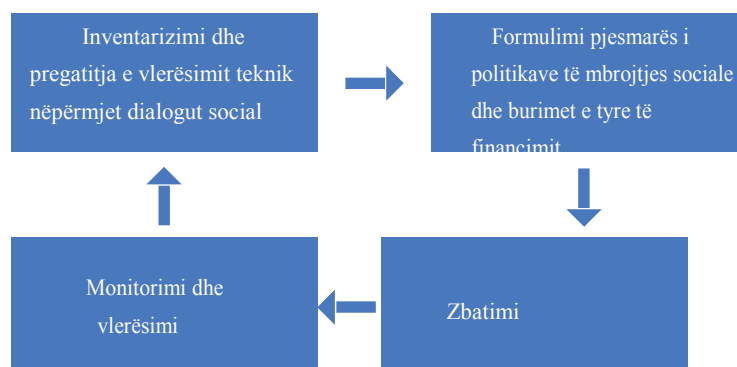 Inventarizimi dhe
pregatitja e vlerësimit teknik
nëpërmjet dialogut social
Formulimi pjesmarës i
politikave të mbrojtjes sociale
dhe burimet e tyre të
financimit
Zbatimi
Monitorimi dhe
vlerësimi